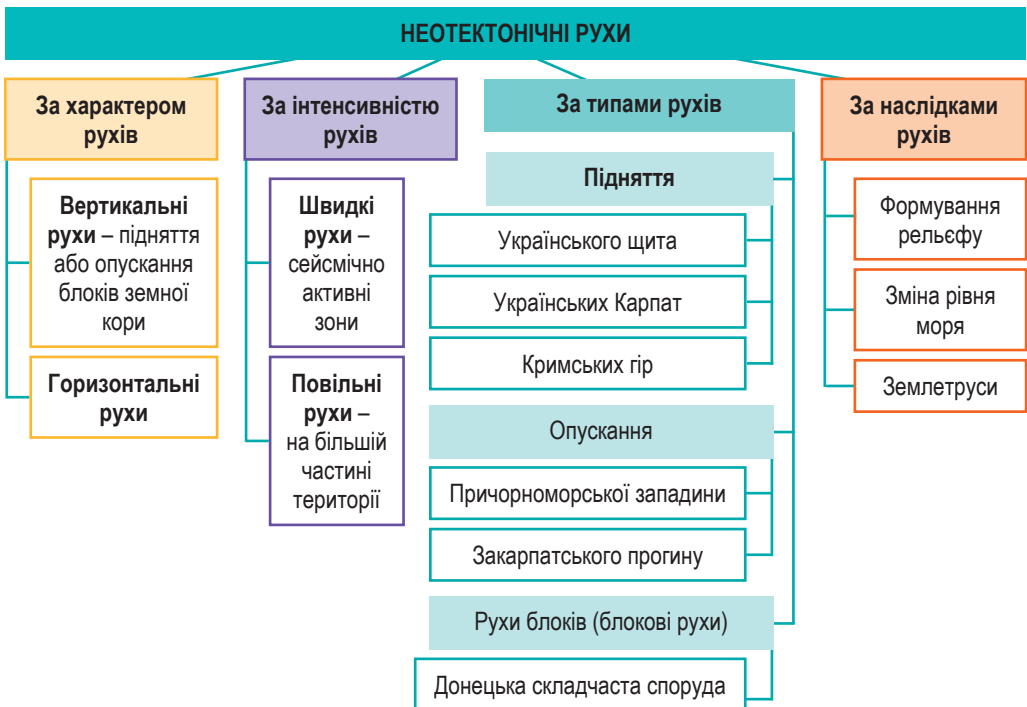 НЕОТЕКТОНІЧНІ РУХИ
За характером
рухів
Вертикальні
рухи – підняття
або опускання
блоків земної
кори
Горизонтальні
рухи
За інтенсивністю
рухів
Швидкі
рухи –
сейсмічно
активні
зони
Повільні
рухи –
на більшій
частині
території
За типами рухів
Підняття
Українського щита
Українських Карпат
Кримських гір
Опускання
Причорноморської западини
Закарпатського прогину
Рухи блоків (блокові рухи)
Донецька складчаста споруда
За наслідками
рухів
Формування
рельєфу
Зміна рівня
моря
Землетруси